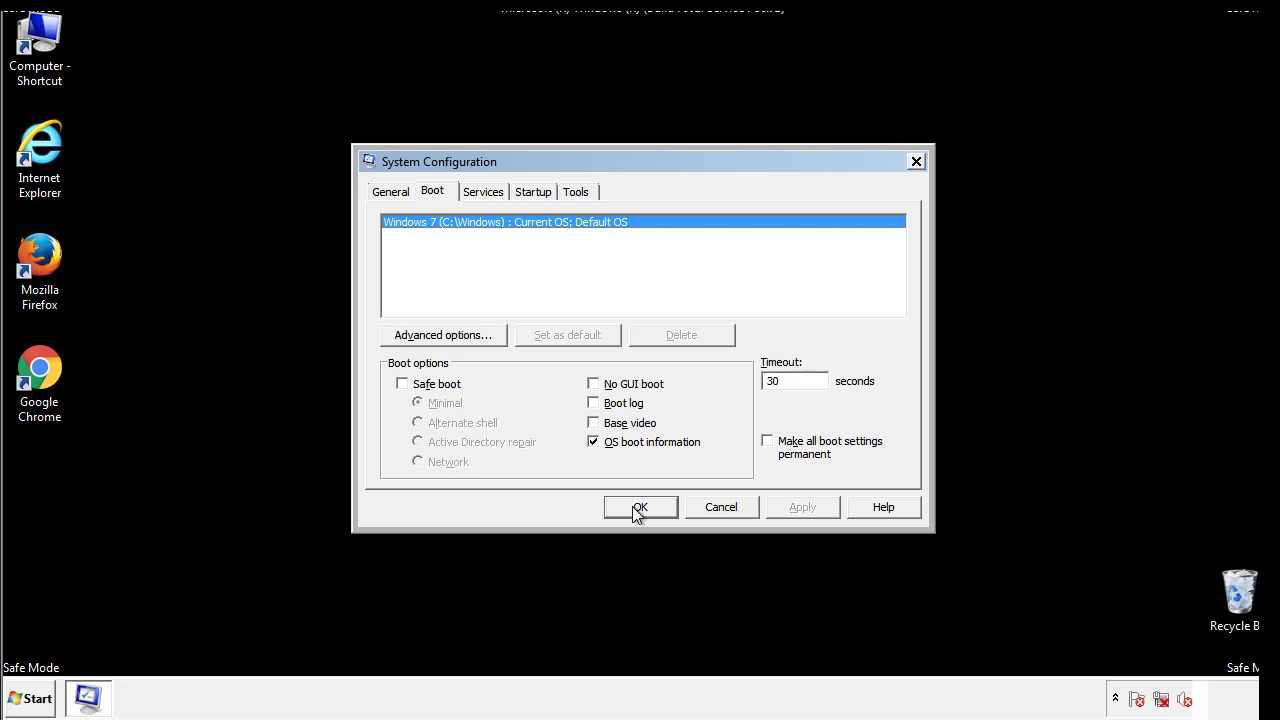 Computer -
Shortcut
Internet
Explorer
Mozilla
Firefox
Google
Chrome
System Configuration
General
Boot
Services
Startup
Tools
Windows 7 (C:\Windows) : Current OS; Default OS
Advanced options...
Set as default
Delete
Boot options
Safe boot
Minimal
Alternate shell
Active Directory repair
Network
No GUI boot
Boot log
Base video
OS boot information
Timeout:
30 seconds
Make all boot settings
permanent
OK
Cancel
Apply
Help
Recycle B
Safe Mode
Safe M
Start